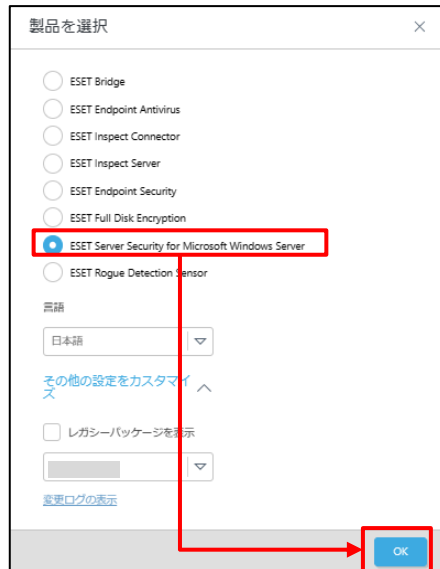 製品を選択
ESET Bridge
ESET Endpoint Antivirus
ESET Inspect Connector
ESET Inspect Server
ESET Endpoint Security
ESET Full Disk Encryption
ESET Server Security for Microsoft Windows Server
ESET Rogue Detection Sensor
言語
日本語
その他の設定をカスタマイ
ズ
レガシーパッケージを表示
変更ログの表示
OK